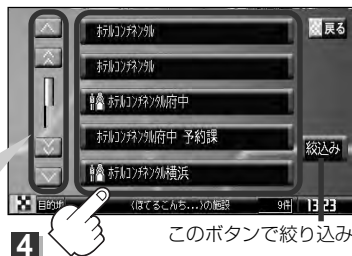 ﾎﾃﾙｺﾝﾁﾈﾝﾀﾙ
戻る
ﾎﾃﾙｺﾝﾁﾈﾝﾀﾙ
ﾎﾃﾙｺﾝﾁﾈﾝﾀﾙ府中
ﾎﾃﾙｺﾝﾁﾈﾝﾀﾙ府中 予約課
絞込み
ﾎﾃﾙｺﾝﾁﾈﾝﾀﾙ横浜
目的地
(ほてるこんち...)の施設
9件
13:23
4
このボタンで絞り込み